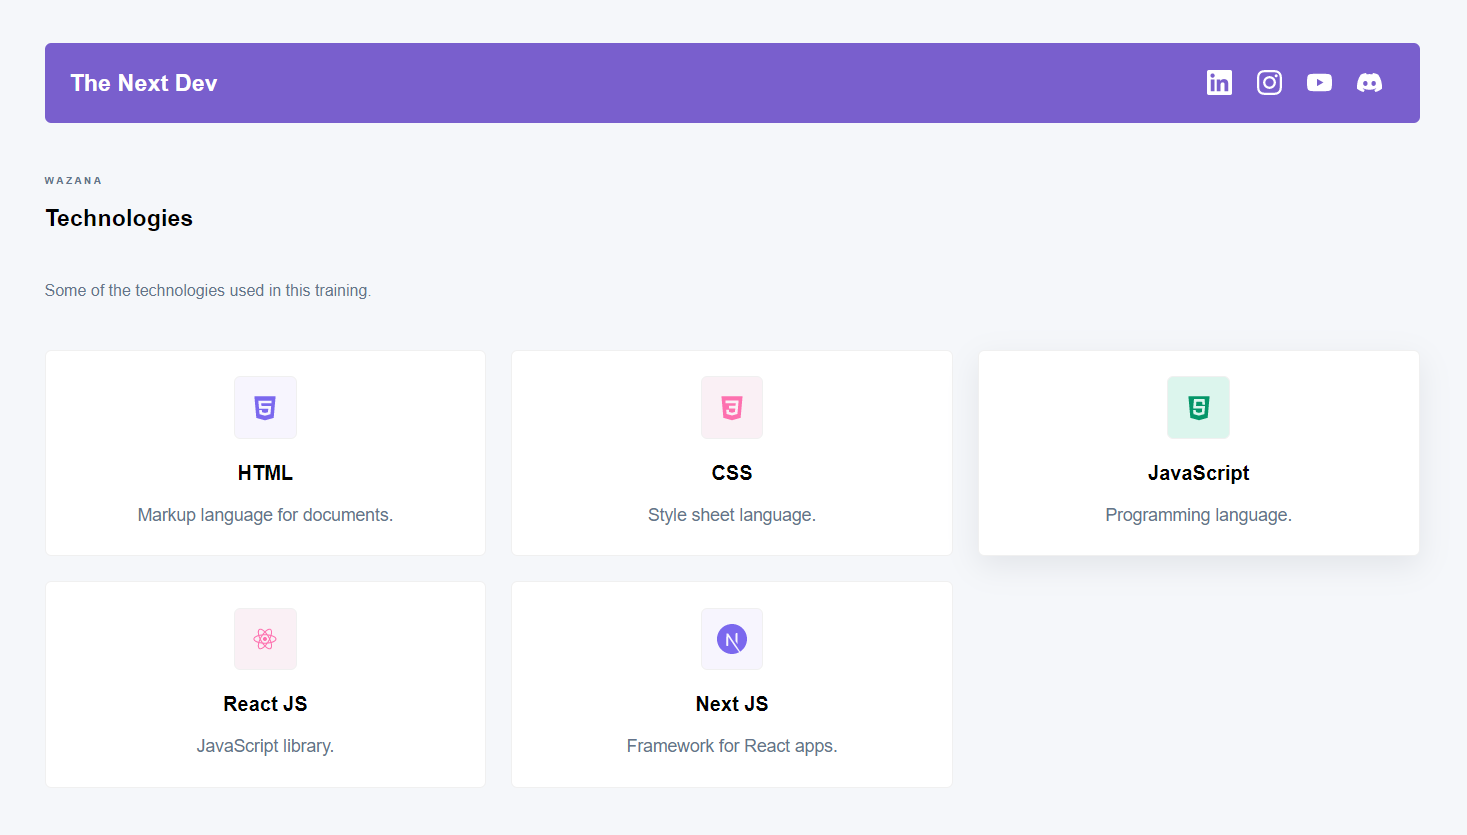 The Next Dev
WAZANA
Technologies
Some of the technologies used in this training.
HTML
Markup language for documents.
CSS
Style sheet language.
JavaScript
Programming language.
React JS
JavaScript library.
Next JS
Framework for React apps.